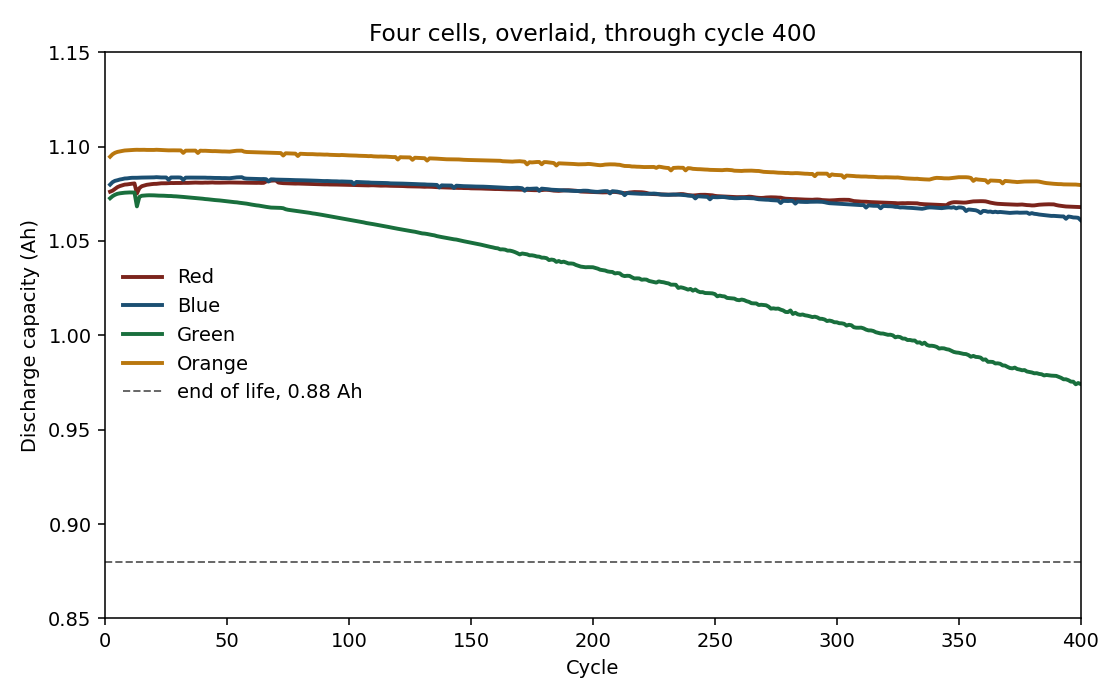 Four cells, overlaid, through cycle 400
Discharge capacity (Ah)
1.15
1.10
1.05
1.00
0.95
0.90
0.85
Red
Blue
Green
Orange
end of life, 0.88 Ah
0 50 100 150 200 250 300 350 400
Cycle